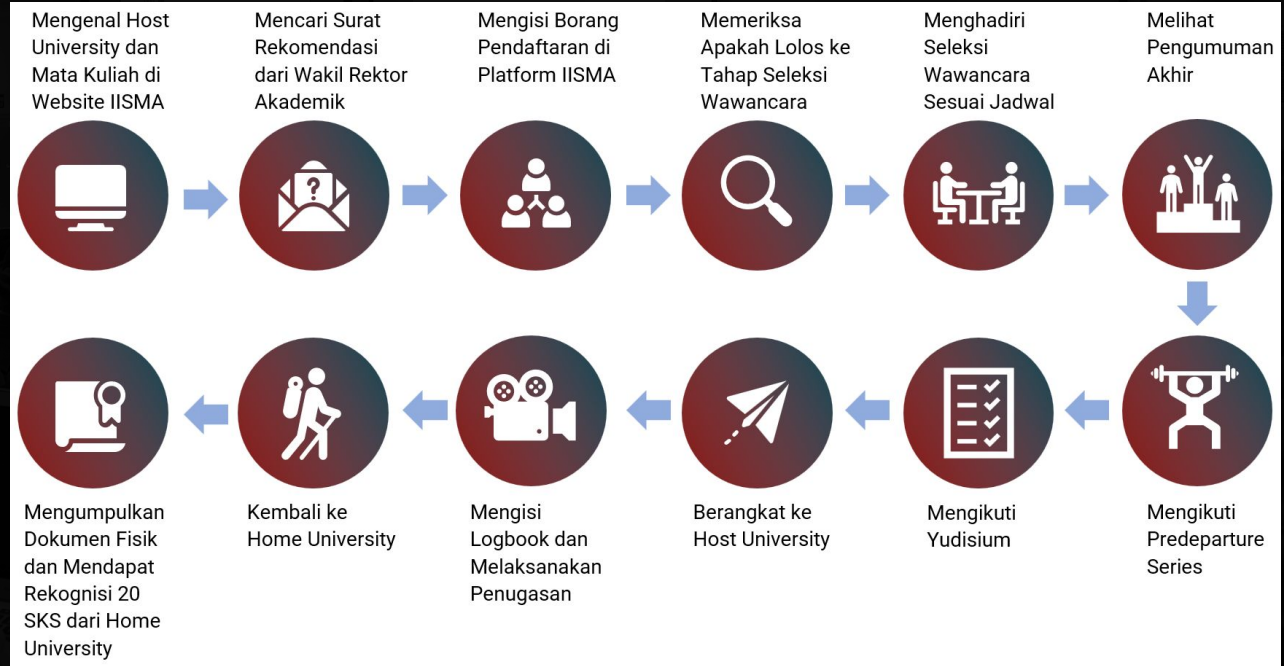 Mengenal Host
University dan
Mata Kuliah di
Website IISMA
Mencari Surat
Rekomendasi
dari Wakil Rektor
Akademik
Mengisi Borang
Pendaftaran di
Platform IISMA
Memeriksa
Apakah Lolos ke
Tahap Seleksi
Wawancara
Menghadiri
Seleksi
Wawancara
Sesuai Jadwal
Melihat
Pengumuman
Akhir
?
Mengikuti
Predeparture
Series
Mengikuti
Yudisium
Berangkat ke
Host University
Mengisi
Logbook dan
Melaksanakan
Penugasan
Kembali ke
Home University
Mengumpulkan
Dokumen Fisik
dan Mendapat
Rekognisi 20
SKS dari Home
University